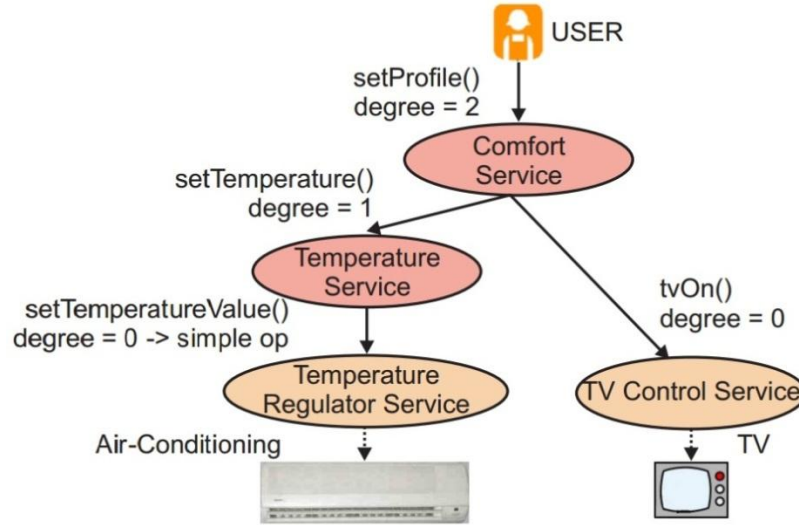 USER
setProfile()
degree = 2
Comfort
Service
setTemperature()
degree = 1
Temperature
Service
tvOn()
degree = 0
setTemperatureValue()
degree = 0 -> simple op
Temperature
Regulator Service
TV Control Service
Air-Conditioning
TV